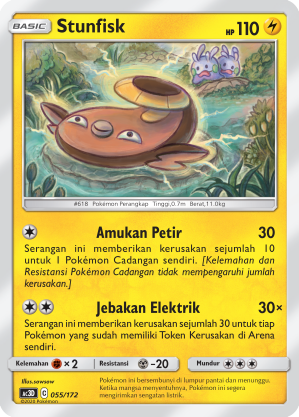 BASIC Stunfisk HP 110
#618 Pokémon Perangkap Tinggi,0.7m Berat,11.0kg
Amukan Petir 30
Serangan ini memberikan kerusakan sejumlah 10
untuk 1 Pokémon Cadangan sendiri. [Kelemahan dan
Resistansi Pokémon Cadangan tidak mempengaruhi jumlah
kerusakan.]
Jebakan Elektrik 30×
Serangan ini memberikan kerusakan sejumlah 30 untuk tiap
Pokémon yang sudah memiliki Token Kerusakan di Arena
sendiri.
Kelemahan ×2 Resistansi -20 Mundur
Illus.sowsow
Pokémon ini bersembunyi di lumpur pantai dan menunggu.
Ketika lawan menyentuhnya, Pokémon ini segera
mengirimkan serangan listrik.
C 055/172
©2020 Pokémon